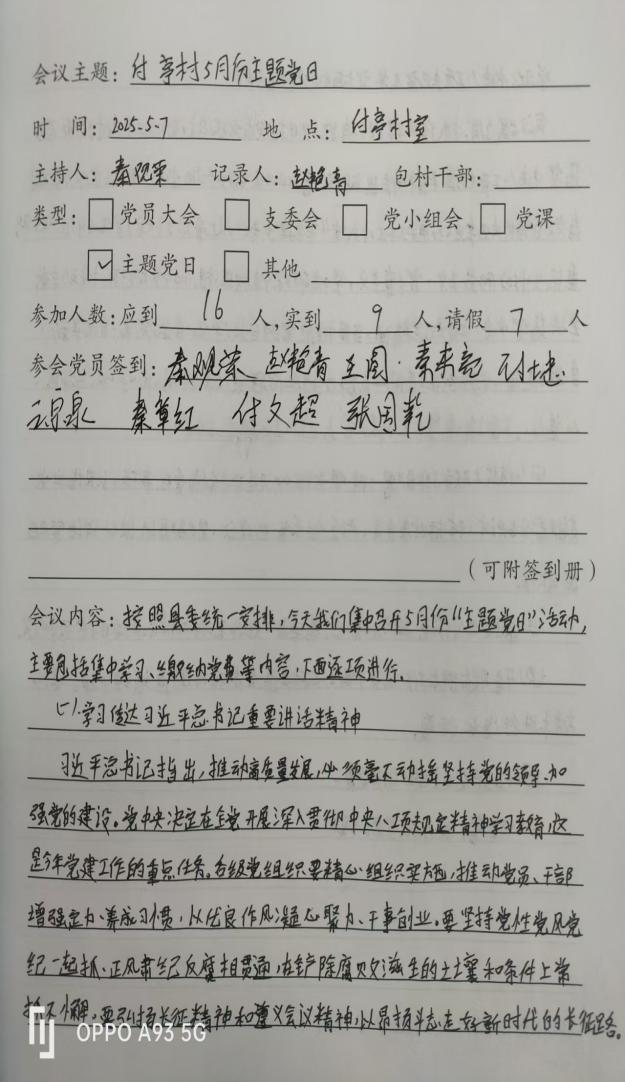 会议主题：付亭村5月份主题党日
时 间：2025.5.7 地 点：付亭村室
主持人：秦观荣 记录人：赵艳青 包村干部：
类型：□党员大会 □支委会 □党小组会 □党课
☑主题党日 □其他
参加人数：应到16人，实到9人，请假7人
参会党员签到：秦观荣 赵艳青 王国 秦来记
秦草红 付文超 张国乾
（可附签到册）
会议内容：按照县委统一安排，今天我们集中召开5月份“主题党日”活动，
主要包括集中学习、缴纳党费等内容，下面逐项进行。
(一)学习传达习近平总书记重要讲话精神
习近平总书记指出，推动高质量发展，必须毫不动摇坚持党的领导、加
强党的建设。党中央决定在全党开展深入贯彻中央八项规定精神学习教育，这
是今年党建工作的重点任务。各级党组织要精心组织实施，推动党员、干部
增强定力、养成习惯，以优良作风凝心聚力、干事创业。要坚持党性党风党
纪一起抓、正风肃纪反腐相贯通，在铲除腐败滋生的土壤和条件上常
抓不懈，要弘扬长征精神和遵义会议精神，以昂扬斗志走好新时代的长征路。
OPPO A93 5G